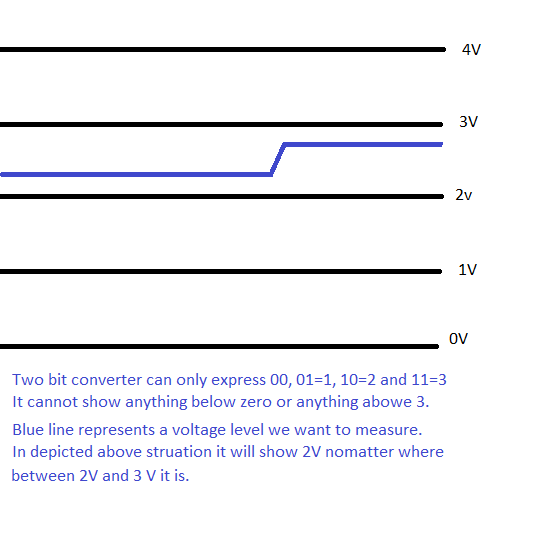 4V
3V
2v
1V
0V
Two bit converter can only express 00, 01=1, 10=2 and 11=3
It cannot show anything below zero or anything abowe 3.
Blue line represents a voltage level we want to measure.
In depicted above struation it will show 2V nomatter where
between 2V and 3 V it is.